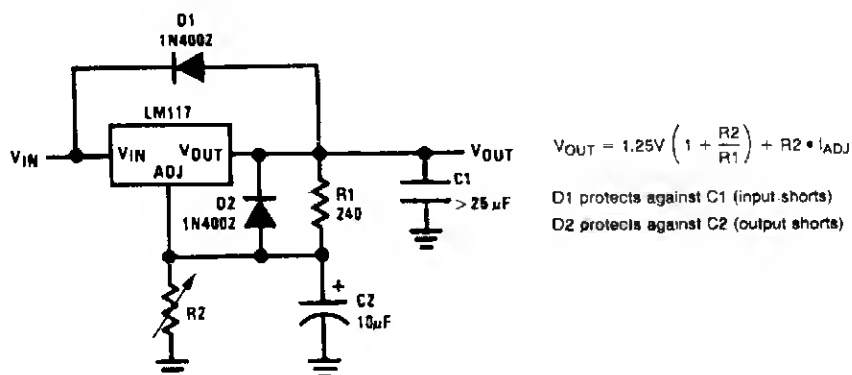 D1
1N4002
LM117
VIN
VIN
VOUT
VOUT
ADJ
D2
1N4002
R1
240
C1
>25 μF
R2
+
C2
10μF
VOUT = 1.25V (1 + R2/R1) + R2 • IADJ
D1 protects against C1 (input shorts)
D2 protects against C2 (output shorts)